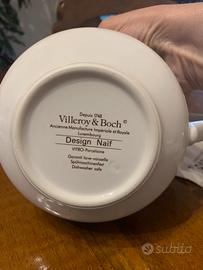 Depuis 1748
Villeroy & Boch©
Ancienne Manufacture Impériale et Royale
Luxembourg
Design Naif
VITRO-Porcelaine
Garanti lave-vaisselle
Spülmaschinenfest
Dishwasher safe
subito